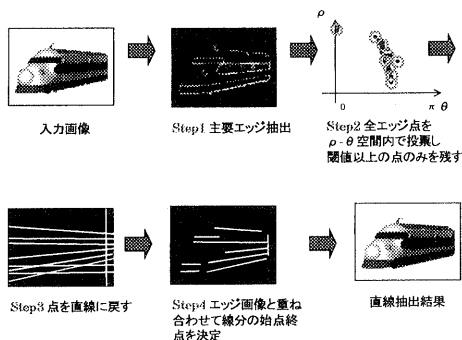 入力画像
Step1 主要エッジ抽出
ρ
0
π θ
Step2 全エッジ点を
ρ-θ 空間内で投票し
閾値以上の点のみを残す
Step3 点を直線に戻す
Step4 エッジ画像と重ね
合わせて線分の始点終
点を決定
直線抽出結果